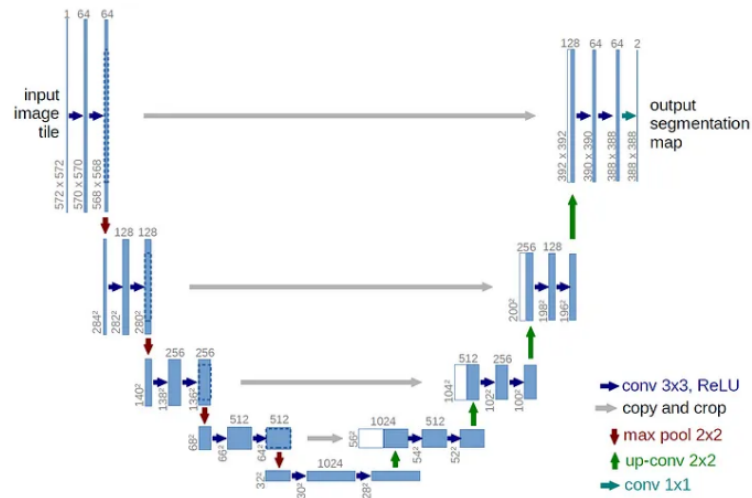 1 64 64
input
image
tile
572 x 572
570 x 570
568 x 568
128 64 64 2
output
segmentation
map
392 x 392
390 x 390
388 x 388
388 x 388
128 128
284²
282²
280²
256 128
200²
198²
196²
256 256
140²
138²
136²
512 256
104²
102²
100²
512 512
68²
66²
64²
1024 512
56²
54²
52²
1024
32²
30²
28²
conv 3x3, ReLU
copy and crop
max pool 2x2
up-conv 2x2
conv 1x1